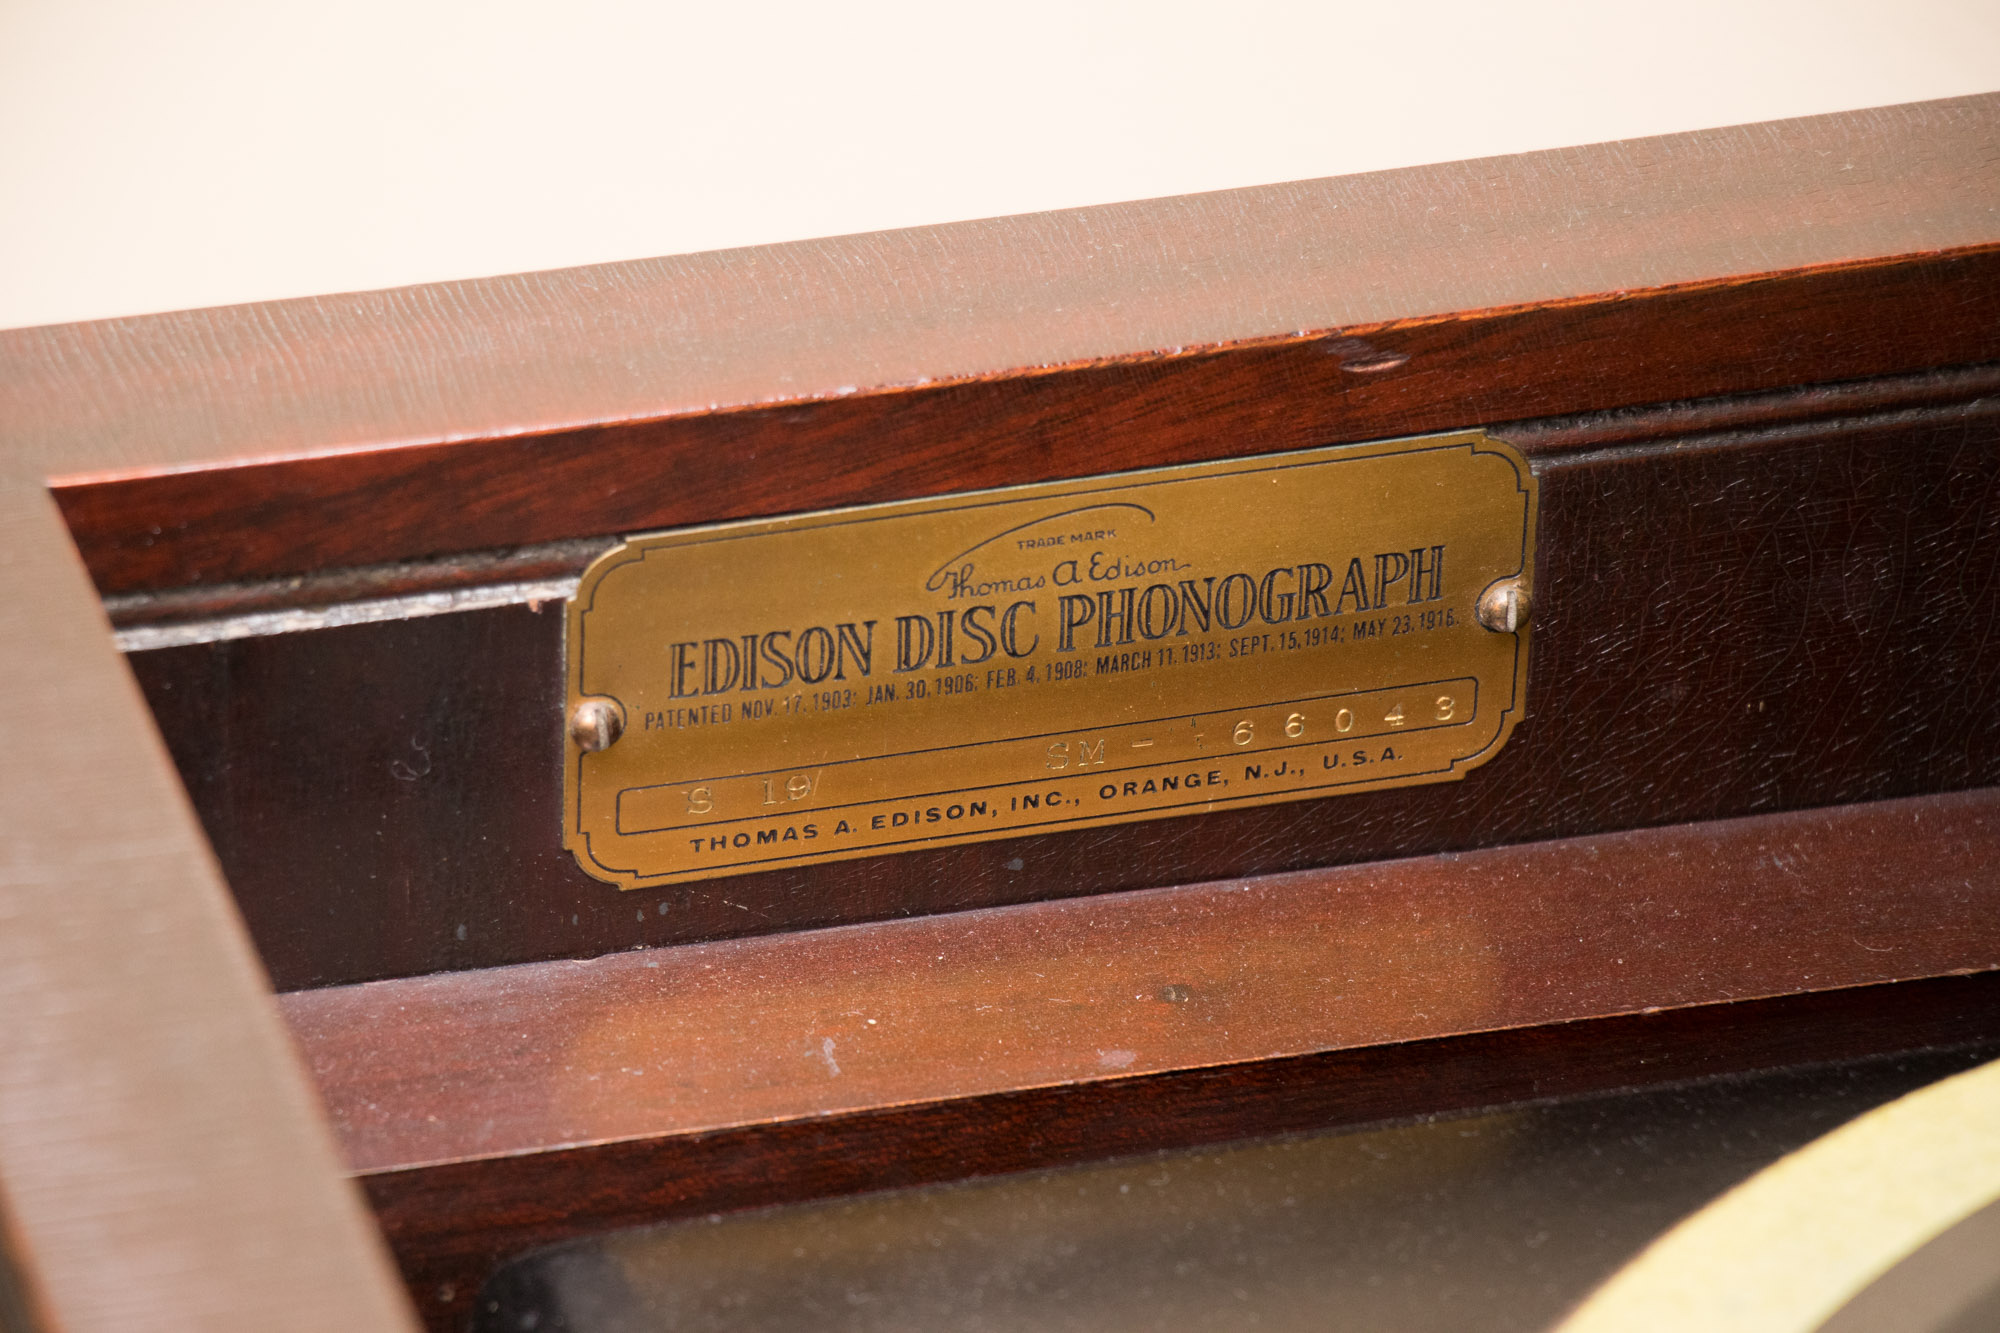 TRADE MARK
Thomas A Edison
EDISON DISC PHONOGRAPH
PATENTED NOV. 17, 1903; JAN. 30, 1906; FEB. 4, 1908; MARCH 11, 1913; SEPT. 15, 1914; MAY 23, 1916.
S 19 SM - 66043
THOMAS A. EDISON, INC., ORANGE, N.J., U.S.A.